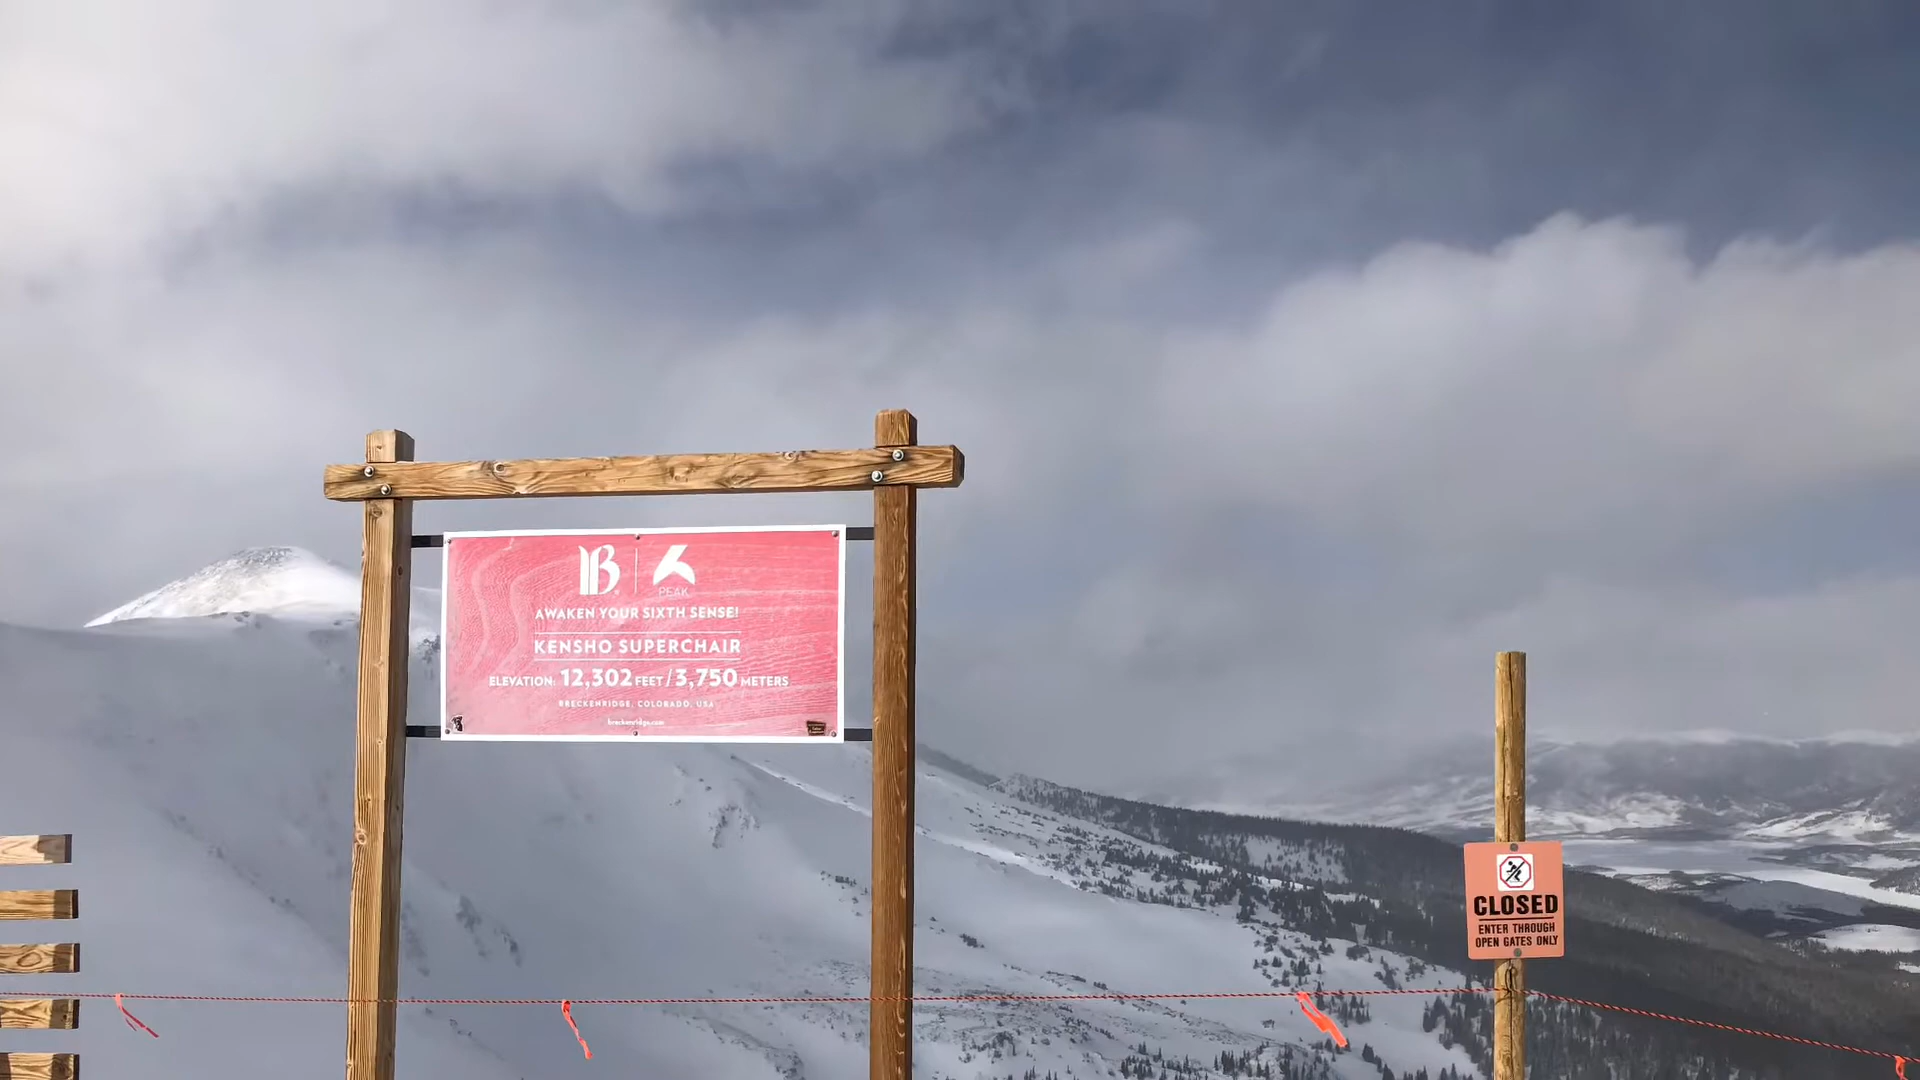 B
PEAK
AWAKEN YOUR SIXTH SENSE!
KENSHO SUPERCHAIR
ELEVATION: 12,302 FEET / 3,750 METERS
BRECKENRIDGE, COLORADO, USA
breckenridge.com
CLOSED
ENTER THROUGH
OPEN GATES ONLY